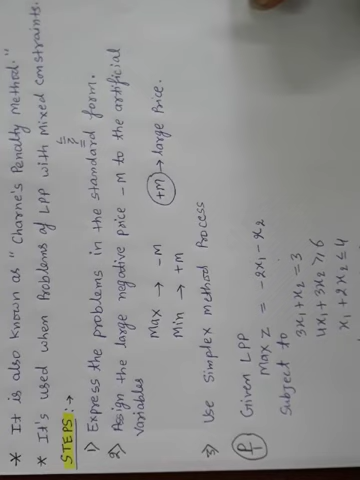 * It is also known as "Charne's Penalty Method."
* It's used when Problems of LPP with mixed constraints.
STEPS :→
1) Express the problems in the standard form.
2) Assign the large negative price -M to the artificial
variables
Max → -M
Min → +M
+M → large Price.
3) Use Simplex method Process
P Given LPP
Max Z = -2x₁ - x₂
Subject to
3x₁ + x₂ = 3
4x₁ + 3x₂ ≥ 6
x₁ + 2x₂ ≤ 4